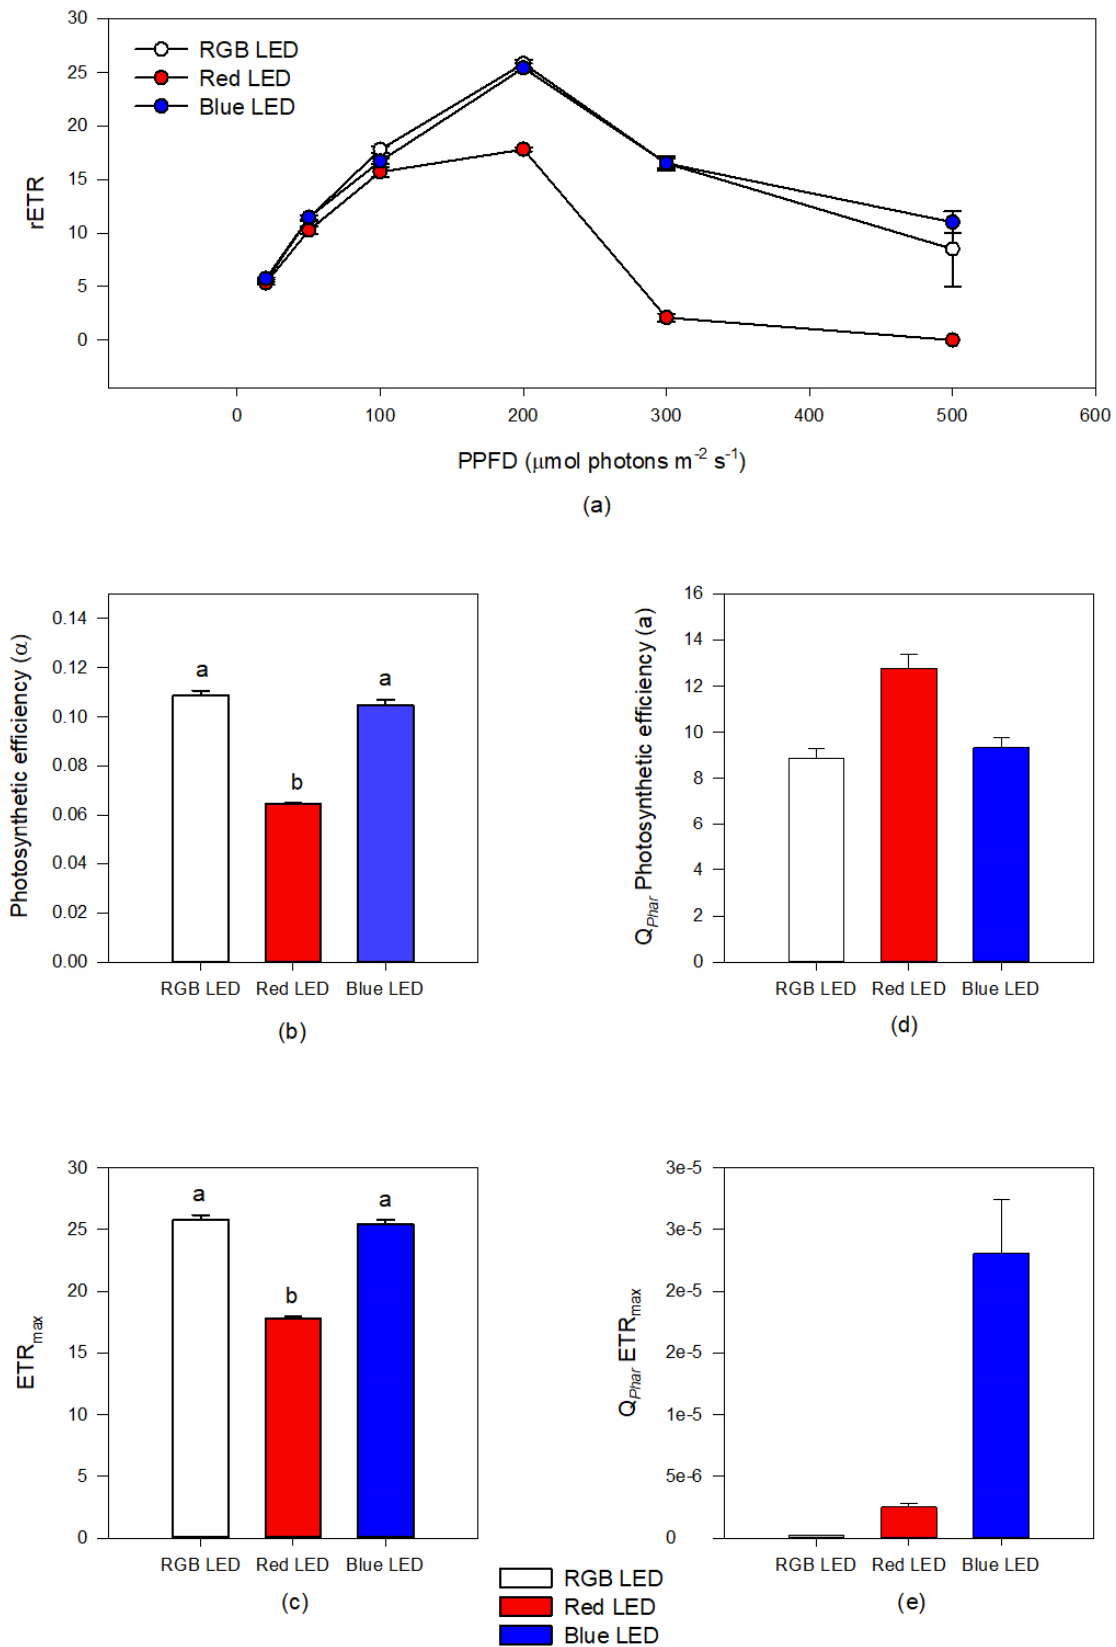 30
25
20
15
10
5
0
rETR
RGB LED
Red LED
Blue LED
0 100 200 300 400 500 600
PPFD (μmol photons m⁻² s⁻¹)
(a)
0.14
0.12
0.10
0.08
0.06
0.04
0.02
0.00
Photosynthetic efficiency (α)
a b a
RGB LED Red LED Blue LED
(b)
16
14
12
10
8
6
4
2
0
Q_Phar Photosynthetic efficiency (a)
RGB LED Red LED Blue LED
(d)
30
25
20
15
10
5
0
ETR_max
a b a
RGB LED Red LED Blue LED
(c)
3e-5
3e-5
2e-5
2e-5
1e-5
5e-6
0
Q_Phar ETR_max
RGB LED Red LED Blue LED
(e)
RGB LED
Red LED
Blue LED